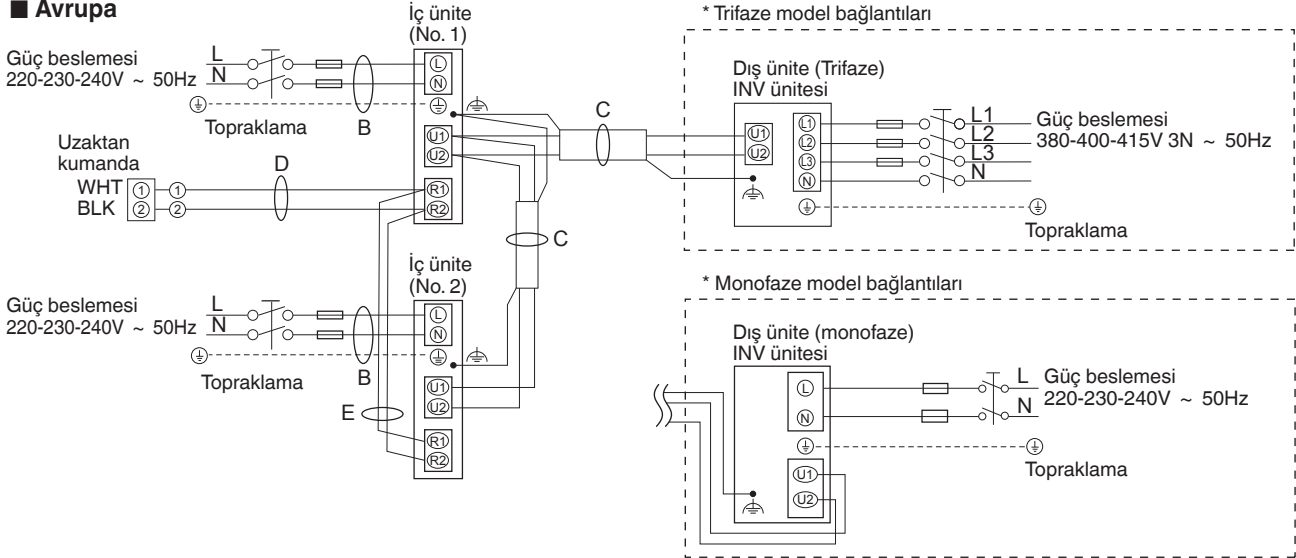 ■ Avrupa
İç ünite
(No. 1)
Güç beslemesi
220-230-240V ~ 50Hz
L
N
L
N
Topraklama
B
U1
U2
Uzaktan
kumanda
WHT
BLK
1
2
1
2
D
R1
R2
C
C
İç ünite
(No. 2)
Güç beslemesi
220-230-240V ~ 50Hz
L
N
L
N
Topraklama
B
U1
U2
E
R1
R2
* Trifaze model bağlantıları
Dış ünite (Trifaze)
INV ünitesi
U1
U2
L1
L2
L3
N
L1
L2
L3
N
Güç beslemesi
380-400-415V 3N ~ 50Hz
Topraklama
* Monofaze model bağlantıları
Dış ünite (monofaze)
INV ünitesi
L
N
L
N
Güç beslemesi
220-230-240V ~ 50Hz
Topraklama
U1
U2